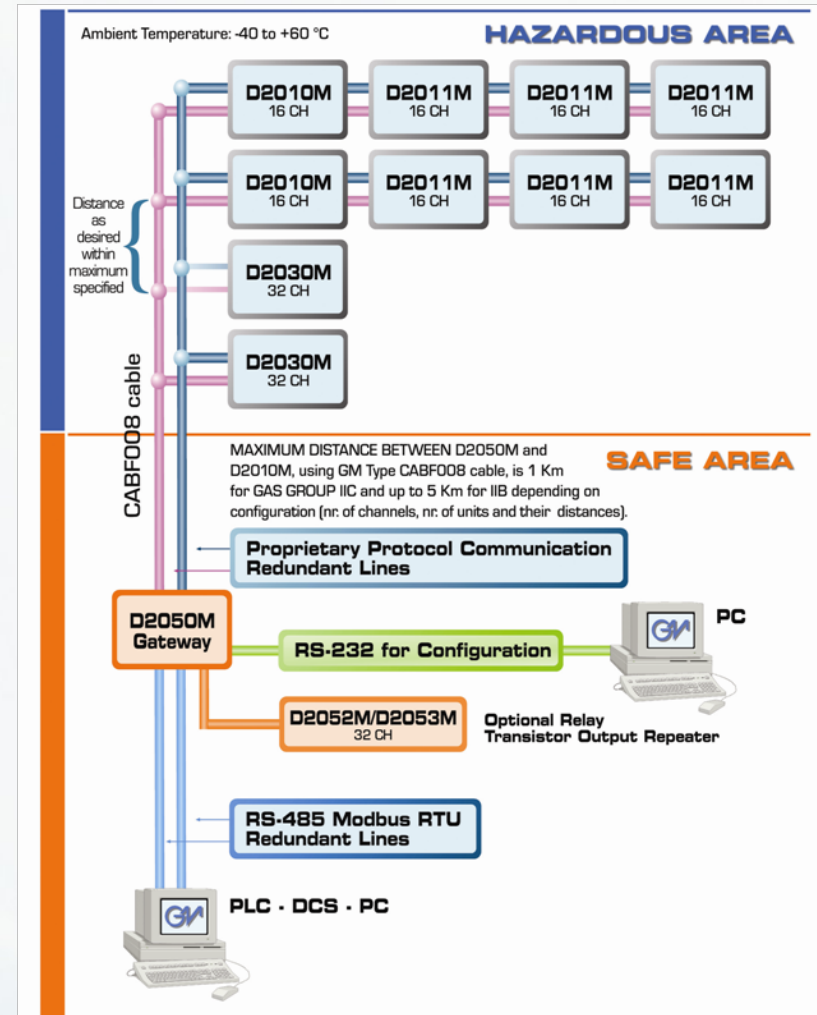 Ambient Temperature: -40 to +60 °C
HAZARDOUS AREA
D2010M
16 CH
D2011M
16 CH
D2011M
16 CH
D2011M
16 CH
D2010M
16 CH
D2011M
16 CH
D2011M
16 CH
D2011M
16 CH
Distance
as
desired
within
maximum
specified
D2030M
32 CH
D2030M
32 CH
CABF008 cable
MAXIMUM DISTANCE BETWEEN D2050M and
D2010M, using GM Type CABF008 cable, is 1 Km
for GAS GROUP IIC and up to 5 Km for IIB depending on
configuration (nr. of channels, nr. of units and their distances).
SAFE AREA
Proprietary Protocol Communication
Redundant Lines
D2050M
Gateway
RS-232 for Configuration
GM
PC
D2052M/D2053M
32 CH
Optional Relay
Transistor Output Repeater
RS-485 Modbus RTU
Redundant Lines
GM
PLC - DCS - PC